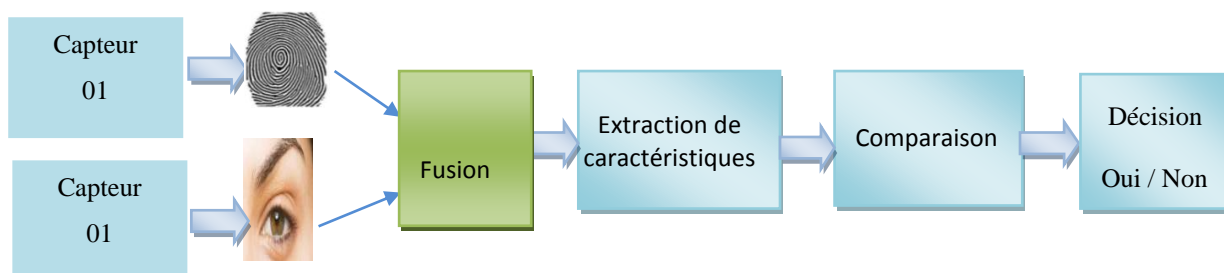 Capteur
01
Capteur
01
Fusion
Extraction de
caractéristiques
Comparaison
Décision
Oui / Non